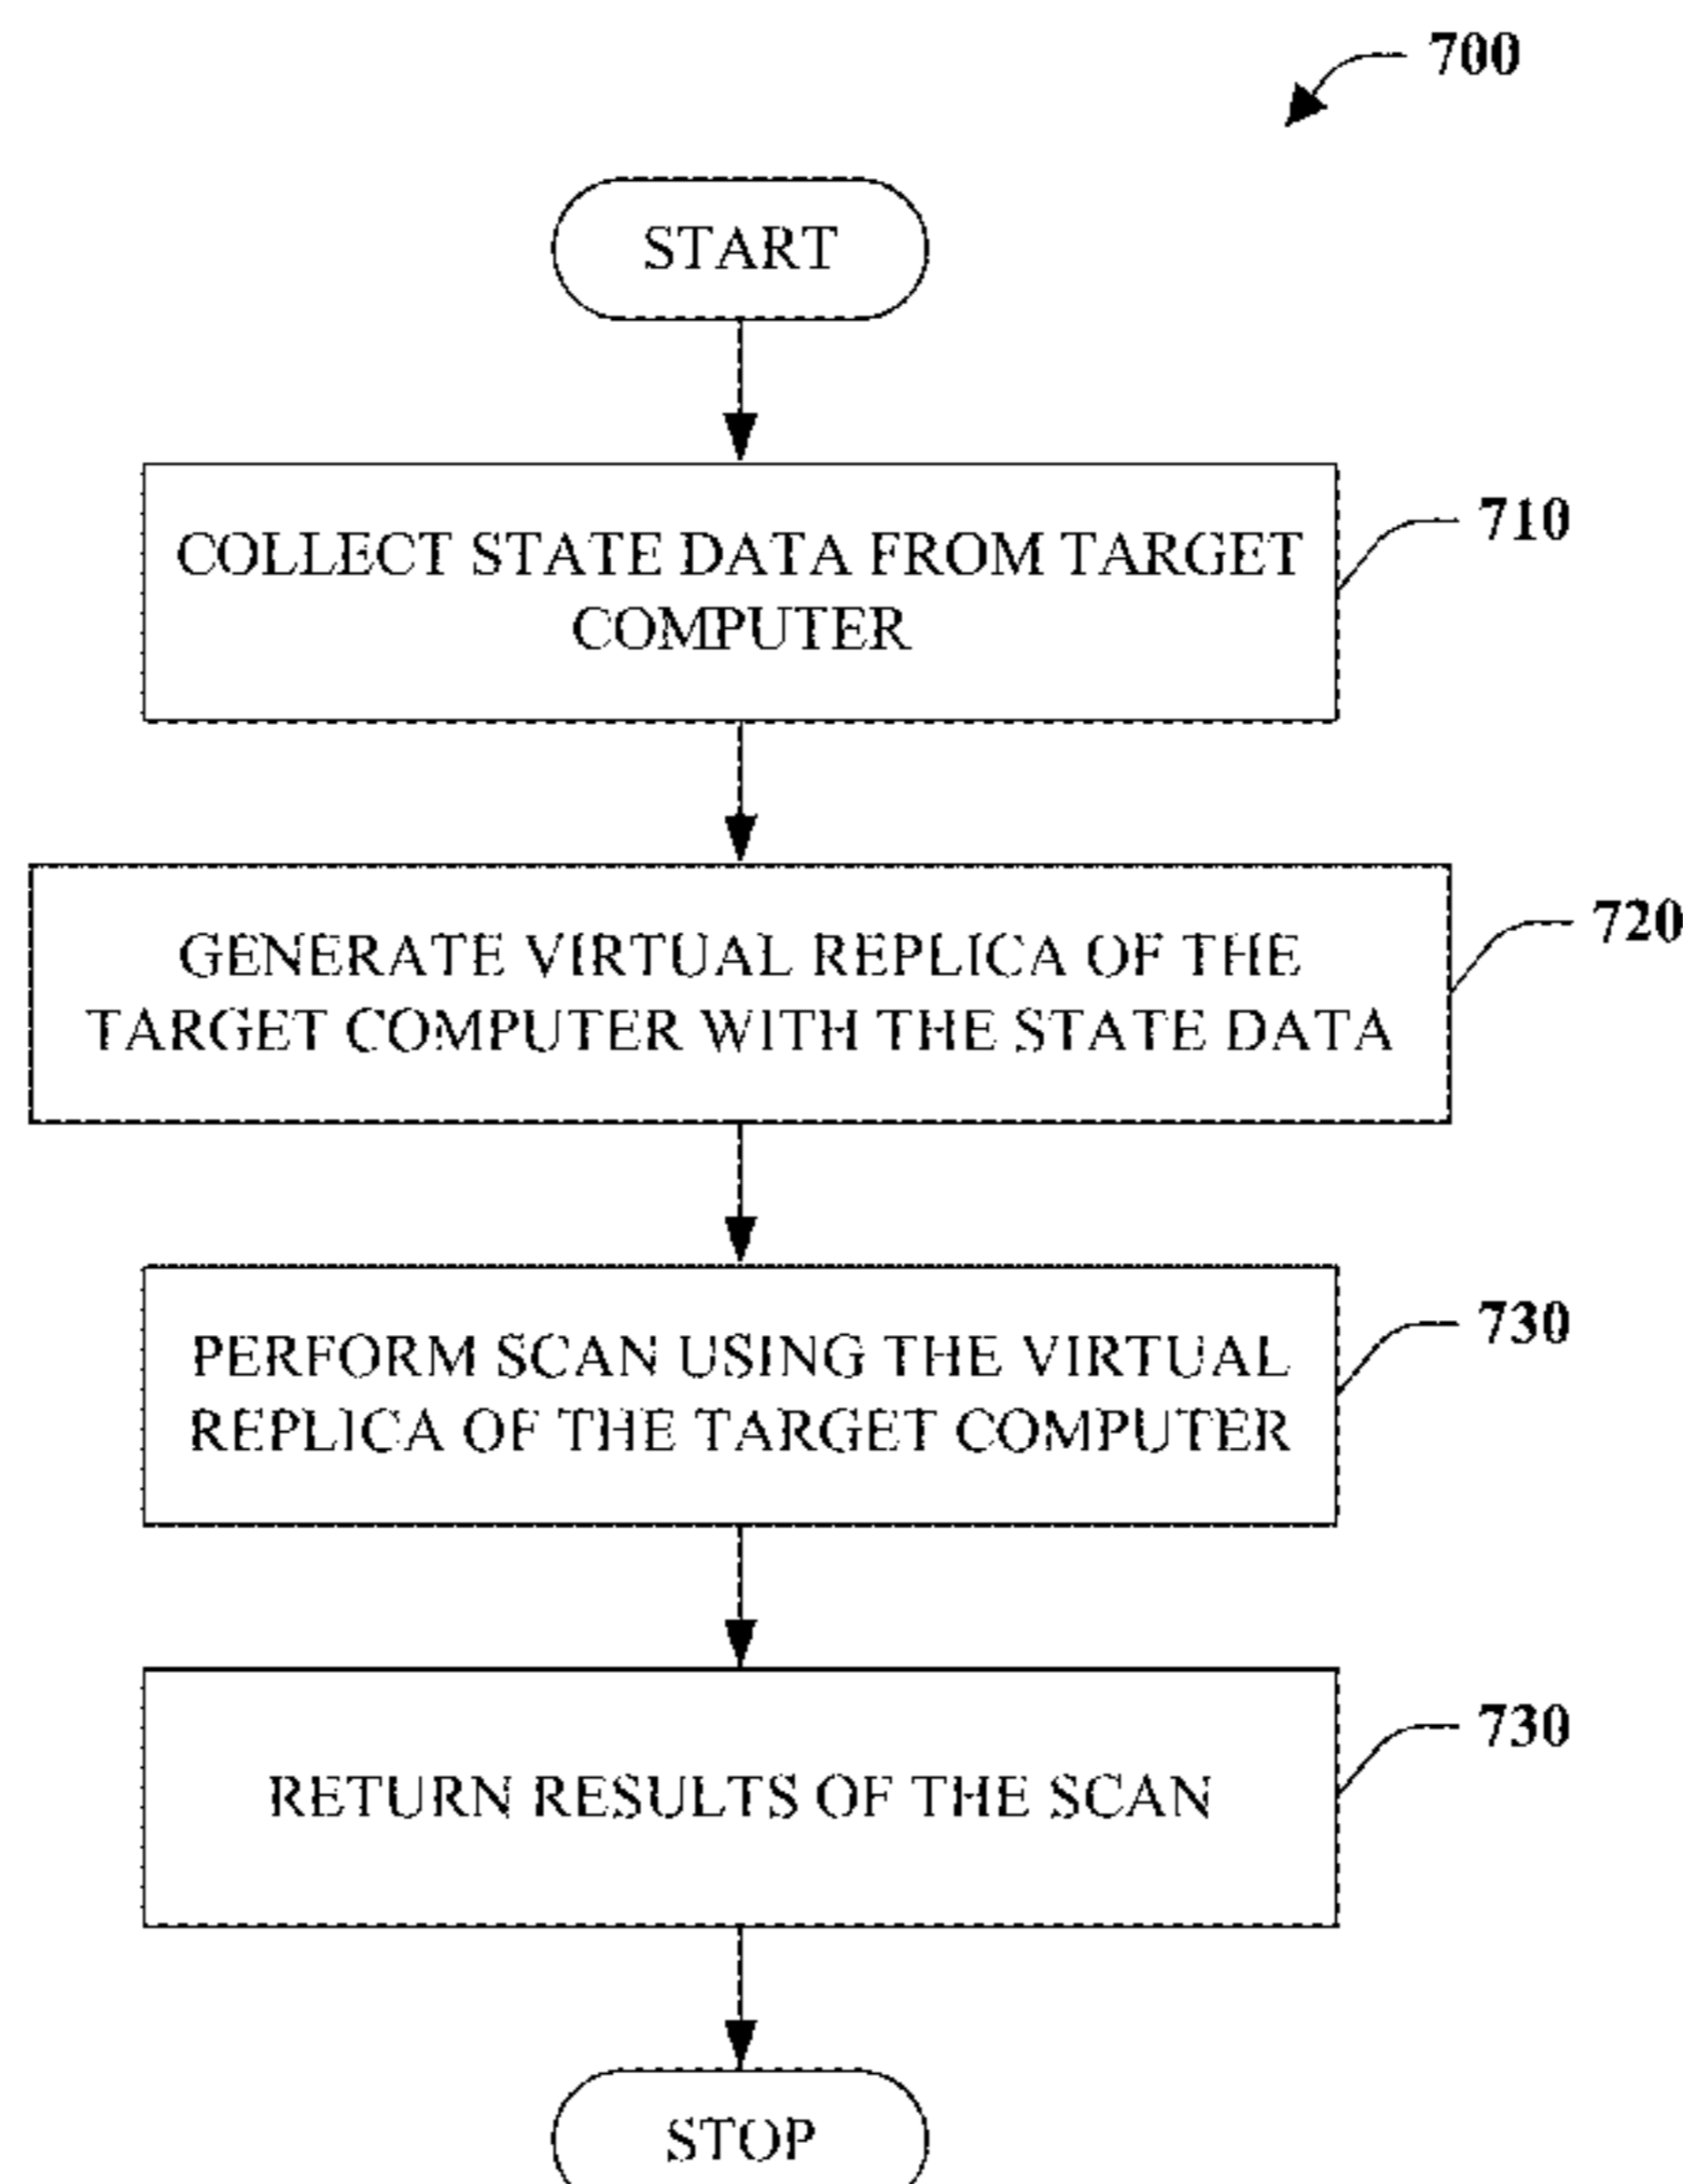 700
START
COLLECT STATE DATA FROM TARGET
COMPUTER
710
GENERATE VIRTUAL REPLICA OF THE
TARGET COMPUTER WITH THE STATE DATA
720
PERFORM SCAN USING THE VIRTUAL
REPLICA OF THE TARGET COMPUTER
730
RETURN RESULTS OF THE SCAN
730
STOP